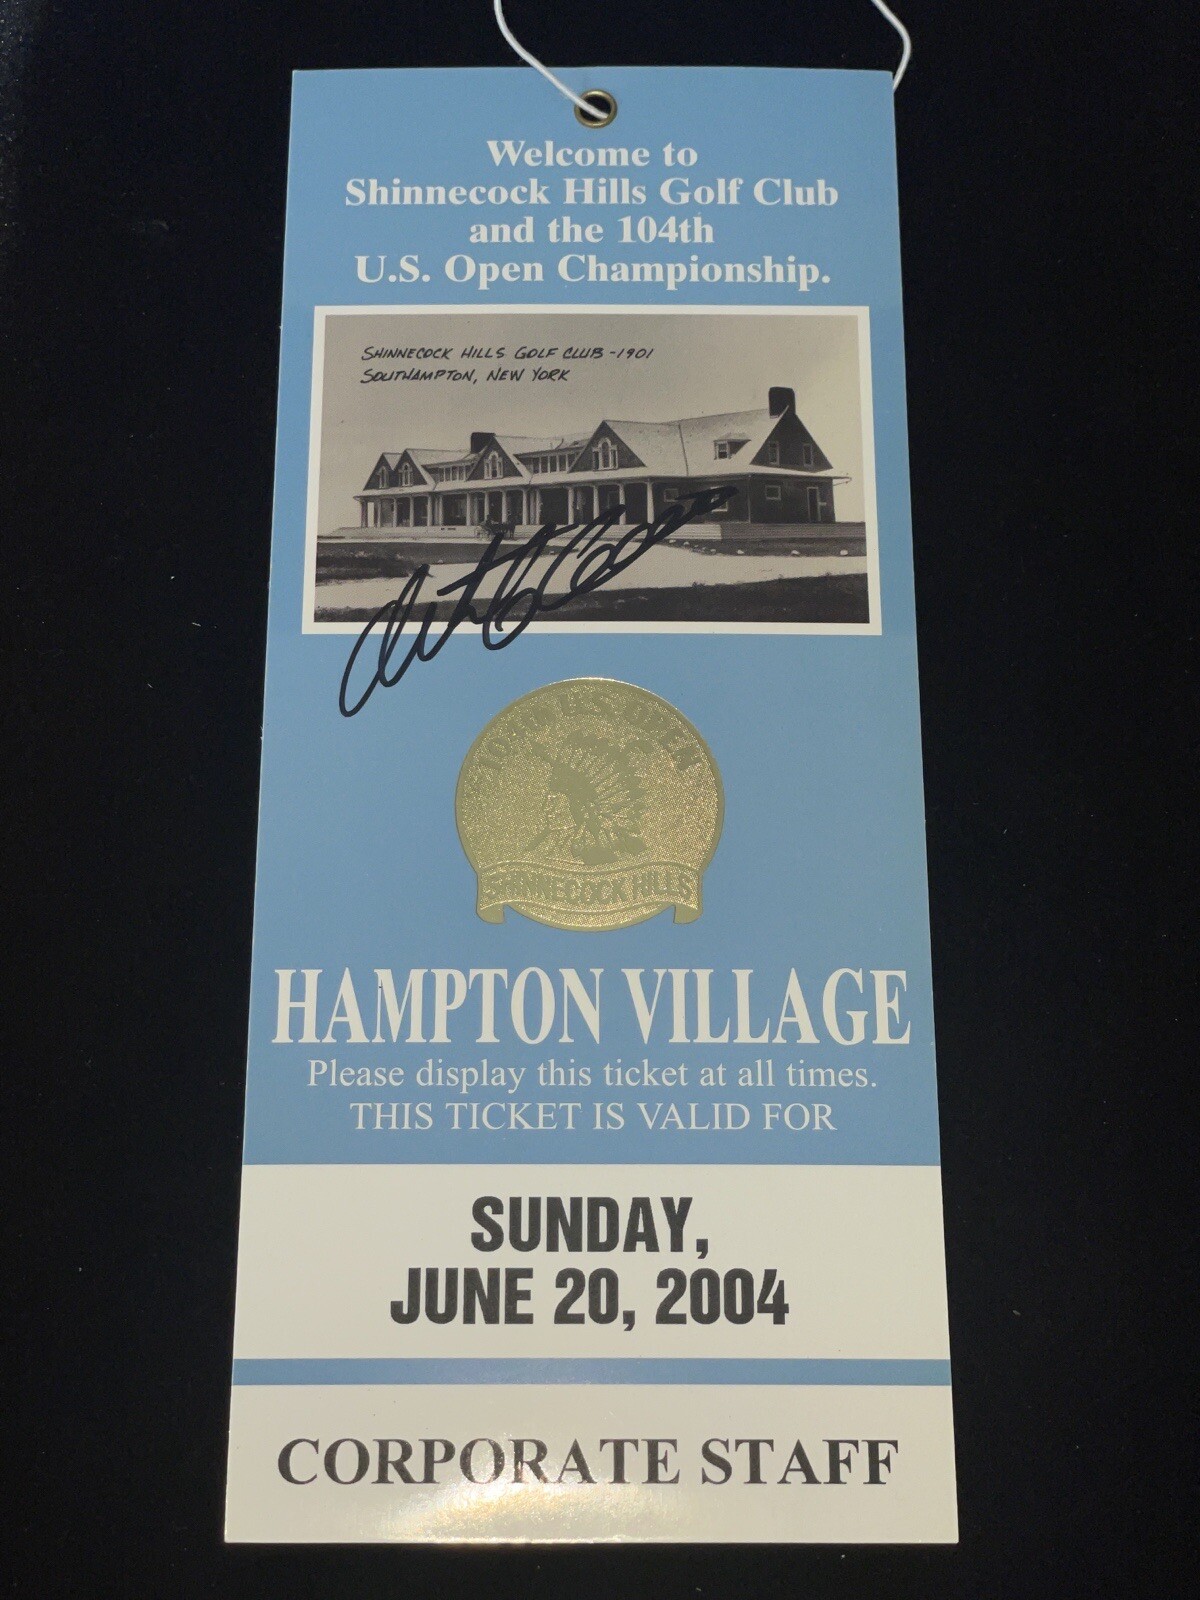 Welcome to
Shinnecock Hills Golf Club
and the 104th
U.S. Open Championship.
SHINNECOCK HILLS GOLF CLUB - 1901
SOUTHAMPTON, NEW YORK
104th U.S. OPEN
SHINNECOCK HILLS
HAMPTON VILLAGE
Please display this ticket at all times.
THIS TICKET IS VALID FOR
SUNDAY,
JUNE 20, 2004
CORPORATE STAFF